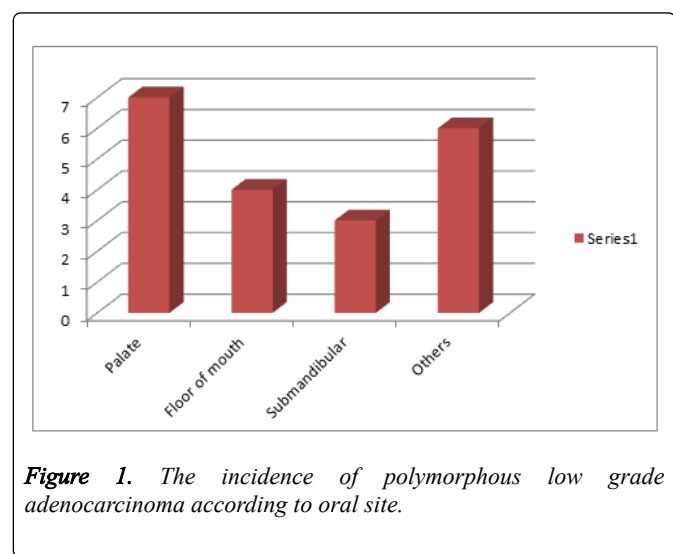 7
6
5
4
3
2
1
0
Palate
Floor of mouth
Submandibular
Others
Series1
Figure 1. The incidence of polymorphous low grade
adenocarcinoma according to oral site.